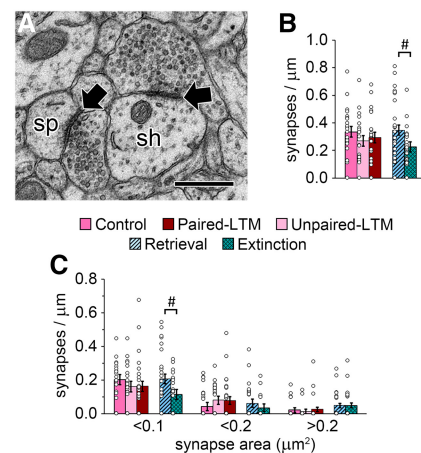 A
sp
sh
B
synapses / μm
1.0
0.8
0.6
0.4
0.2
0.0
#
Control Paired-LTM Unpaired-LTM
Retrieval Extinction
C
synapses / μm
0.8
0.6
0.4
0.2
0.0
#
<0.1 <0.2 >0.2
synapse area (μm²)